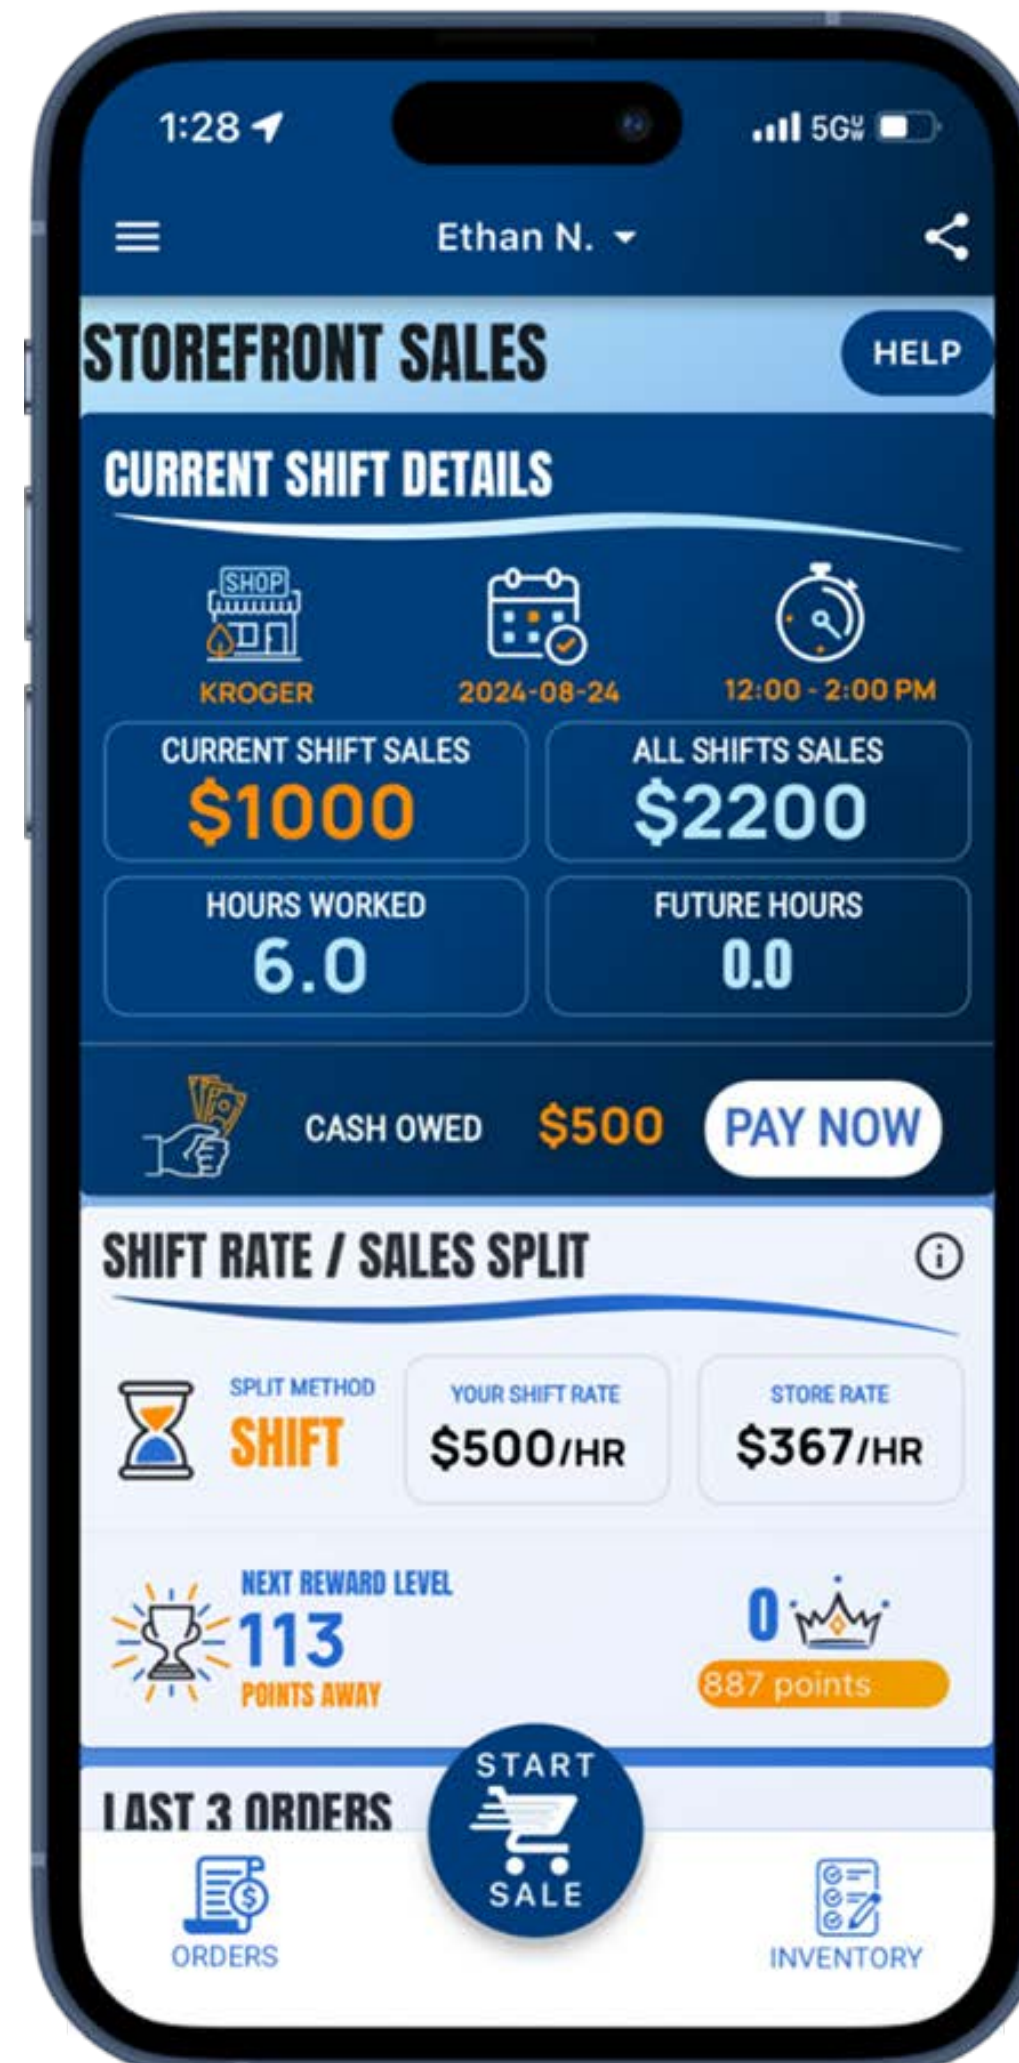 1:28
5G UW
Ethan N.
STOREFRONT SALES
HELP
CURRENT SHIFT DETAILS
SHOP
KROGER
2024-08-24
12:00 - 2:00 PM
CURRENT SHIFT SALES
$1000
ALL SHIFTS SALES
$2200
HOURS WORKED
6.0
FUTURE HOURS
0.0
CASH OWED
$500
PAY NOW
SHIFT RATE / SALES SPLIT
SPLIT METHOD
SHIFT
YOUR SHIFT RATE
$500/HR
STORE RATE
$367/HR
NEXT REWARD LEVEL
113
POINTS AWAY
0
887 points
LAST 3 ORDERS
START
SALE
ORDERS
INVENTORY